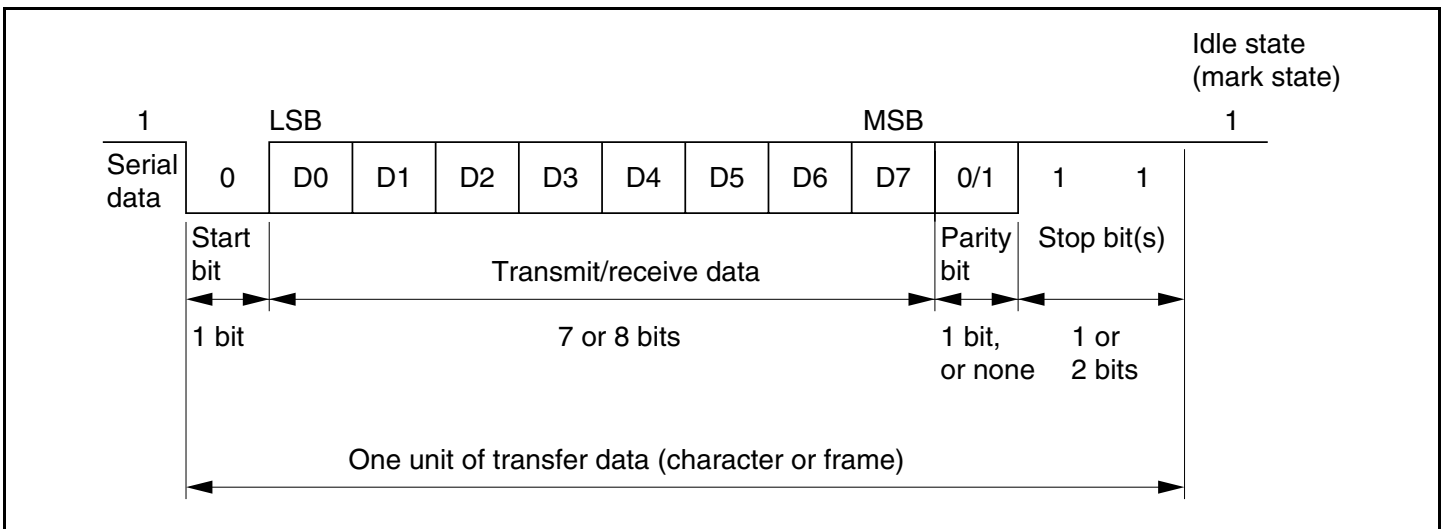 Idle state
(mark state)
1 LSB MSB 1
Serial
data
0 D0 D1 D2 D3 D4 D5 D6 D7 0/1 1 1
Start
bit
Transmit/receive data
Parity
bit
Stop bit(s)
1 bit
7 or 8 bits
1 bit,
or none
1 or
2 bits
One unit of transfer data (character or frame)